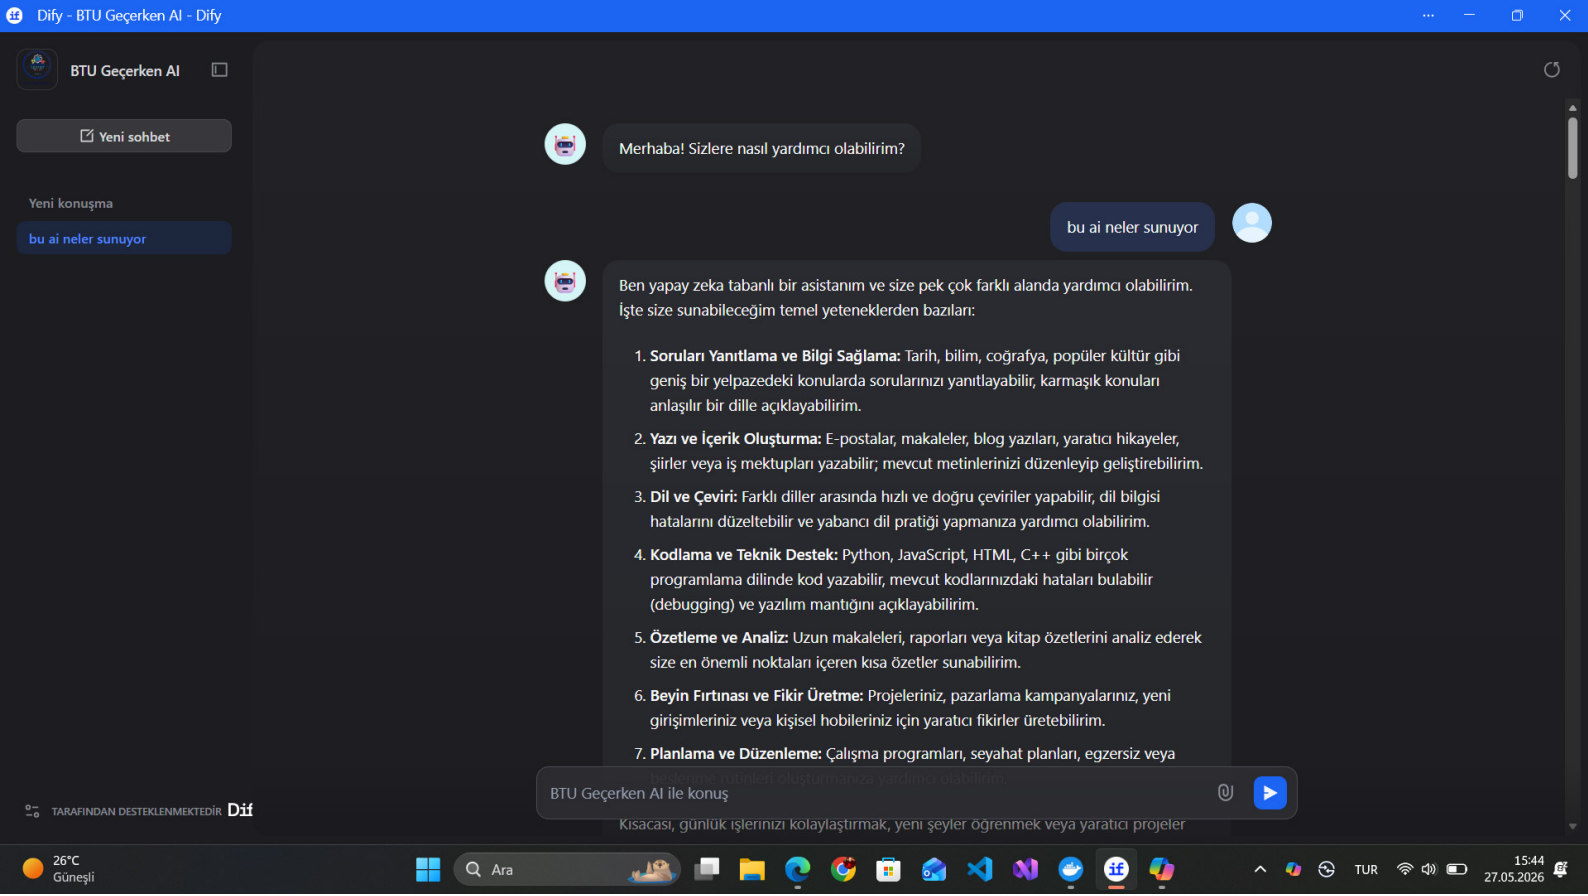 Dify - BTU Geçerken AI - Dify
BTU Geçerken AI
Yeni sohbet
Yeni konuşma
bu ai neler sunuyor
Merhaba! Sizlere nasıl yardımcı olabilirim?
bu ai neler sunuyor
Ben yapay zeka tabanlı bir asistanım ve size pek çok farklı alanda yardımcı olabilirim.
İşte size sunabileceğim temel yeteneklerden bazıları:
1. Soruları Yanıtlama ve Bilgi Sağlama: Tarih, bilim, coğrafya, popüler kültür gibi
geniş bir yelpazedeki konularda sorularınızı yanıtlayabilir, karmaşık konuları
anlaşılır bir dille açıklayabilirim.
2. Yazı ve İçerik Oluşturma: E-postalar, makaleler, blog yazıları, yaratıcı hikayeler,
şiirler veya iş mektupları yazabilir; mevcut metinlerinizi düzenleyip geliştirebilirim.
3. Dil ve Çeviri: Farklı diller arasında hızlı ve doğru çeviriler yapabilir, dil bilgisi
hatalarını düzeltebilir ve yabancı dil pratiği yapmanıza yardımcı olabilirim.
4. Kodlama ve Teknik Destek: Python, JavaScript, HTML, C++ gibi birçok
programlama dilinde kod yazabilir, mevcut kodlarınızdaki hataları bulabilir
(debugging) ve yazılım mantığını açıklayabilirim.
5. Özetleme ve Analiz: Uzun makaleleri, raporları veya kitap özetlerini analiz ederek
size en önemli noktaları içeren kısa özetler sunabilirim.
6. Beyin Fırtınası ve Fikir Üretme: Projeleriniz, pazarlama kampanyalarınız, yeni
girişimleriniz veya kişisel hobileriniz için yaratıcı fikirler üretebilirim.
7. Planlama ve Düzenleme: Çalışma programları, seyahat planları, egzersiz veya
beslenme rutinleri oluşturmanıza yardımcı olabilirim.
BTU Geçerken AI ile konuş
Kısacası, günlük işlerinizi kolaylaştırmak, yeni şeyler öğrenmek veya yaratıcı projeler
TARAFINDAN DESTEKLENMEKTEDİR Dif
26°C
Güneşli
Ara
TUR
15:44
27.05.2026